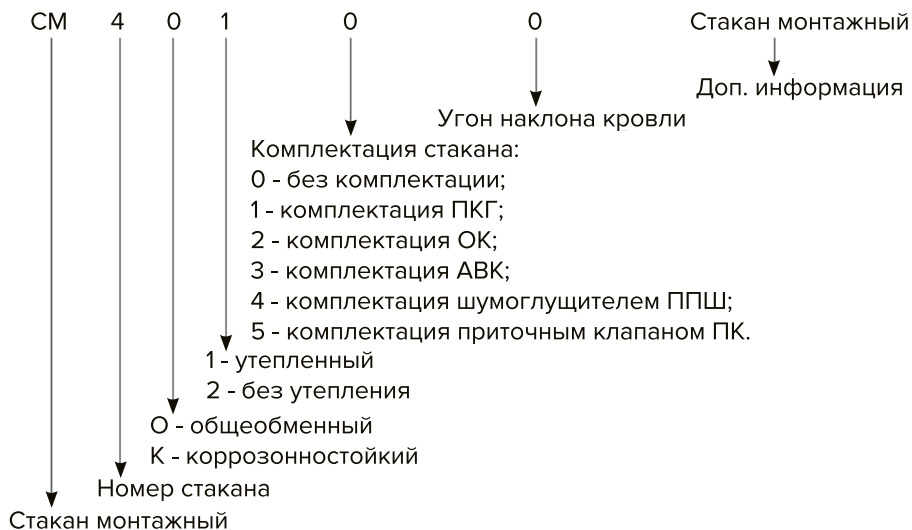 СМ 4 0 1 0 0 Стакан монтажный
Доп. информация
Угон наклона кровли
Комплектация стакана:
0 - без комплектации;
1 - комплектация ПКГ;
2 - комплектация ОК;
3 - комплектация АВК;
4 - комплектация шумоглущителем ППШ;
5 - комплектация приточным клапаном ПК.
1 - утепленный
2 - без утепления
О - общеобменный
К - коррозонностойкий
Номер стакана
Стакан монтажный